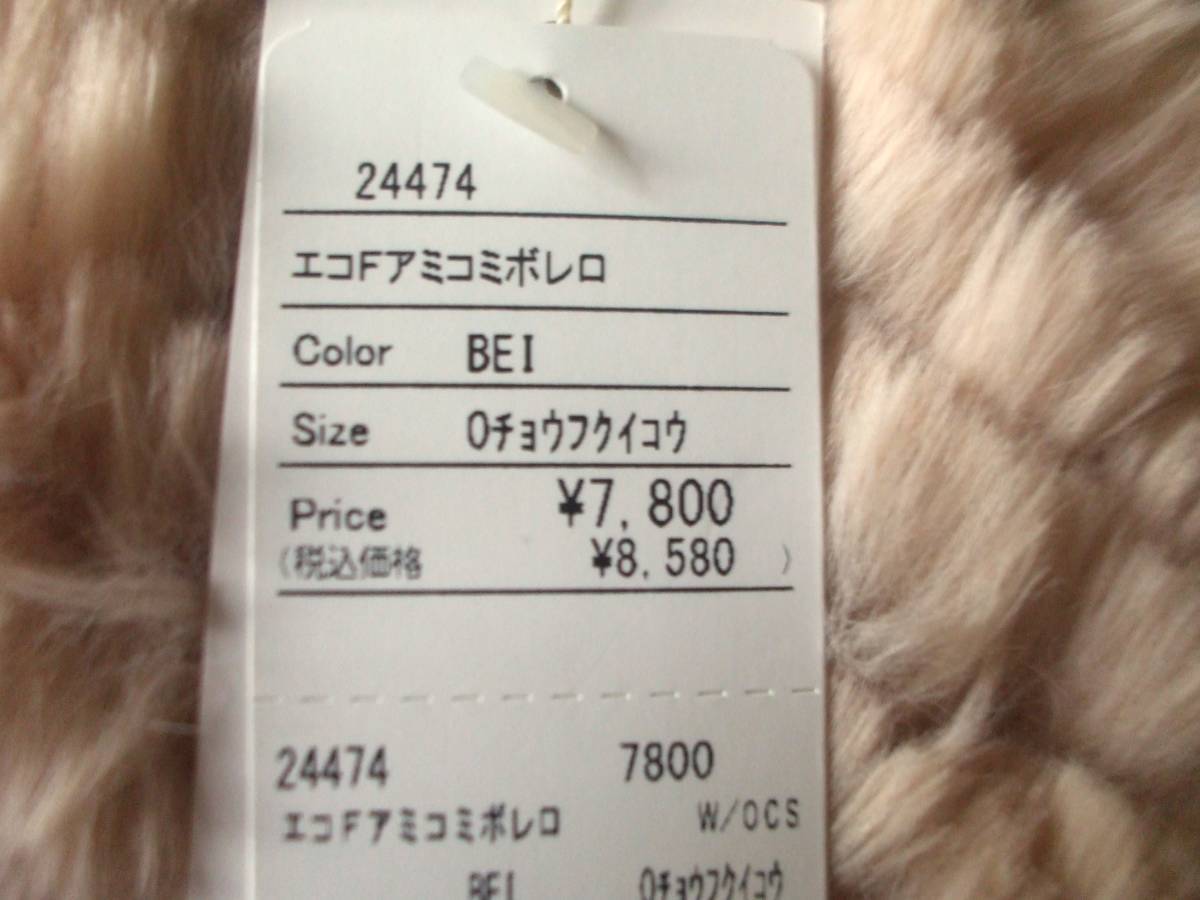 24474
エコFアミコミボレロ
Color BEI
Size 0チョウフクイコウ
Price ¥7,800
(税込価格 ¥8,580 )
24474 7800
エコFアミコミボレロ W/OCS
BEI 0チョウフクイコウ